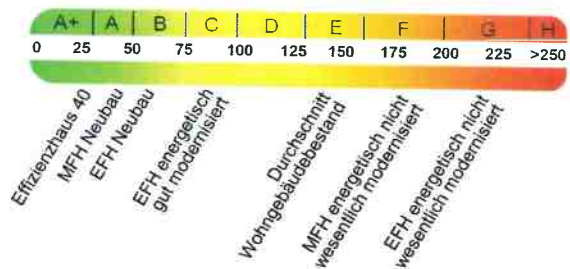 A+ A B C D E F G H
0 25 50 75 100 125 150 175 200 225 >250
Effizienzhaus 40
MFH Neubau
EFH Neubau
EFH energetisch
gut modernisiert
Durchschnitt
Wohngebäudebestand
MFH energetisch nicht
wesentlich modernisiert
EFH energetisch nicht
wesentlich modernisiert